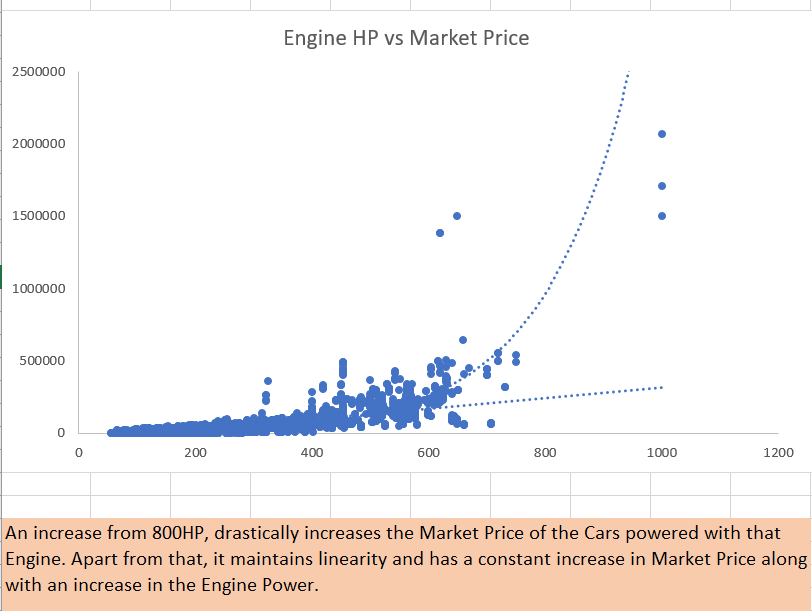 Engine HP vs Market Price
2500000
2000000
1500000
1000000
500000
0
0 200 400 600 800 1000 1200
An increase from 800HP, drastically increases the Market Price of the Cars powered with that
Engine. Apart from that, it maintains linearity and has a constant increase in Market Price along
with an increase in the Engine Power.